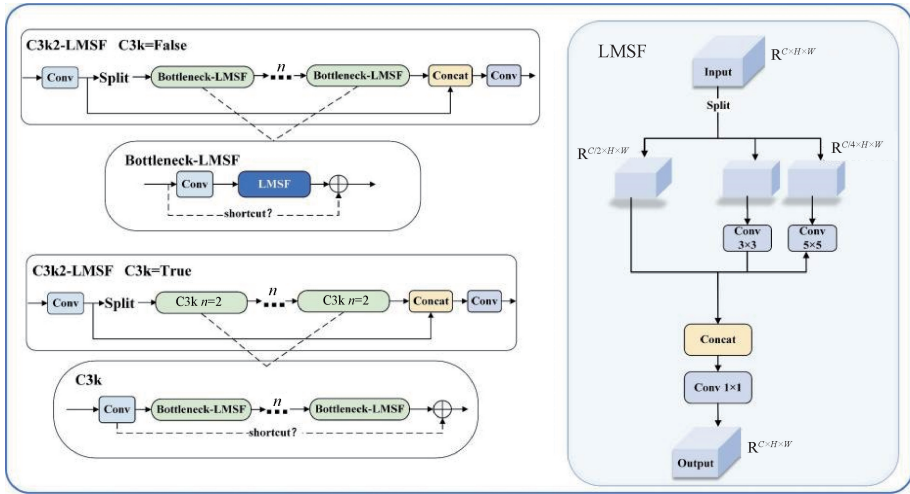 C3k2-LMSF C3k=False
Conv
Split
Bottleneck-LMSF
n
Bottleneck-LMSF
Concat
Conv
Bottleneck-LMSF
Conv
LMSF
shortcut?
C3k2-LMSF C3k=True
Conv
Split
C3k n=2
n
C3k n=2
Concat
Conv
C3k
Conv
Bottleneck-LMSF
n
Bottleneck-LMSF
shortcut?
LMSF
Input
R^{C×H×W}
Split
R^{C/2×H×W}
R^{C/4×H×W}
Conv
3×3
Conv
5×5
Concat
Conv 1×1
Output
R^{C×H×W}